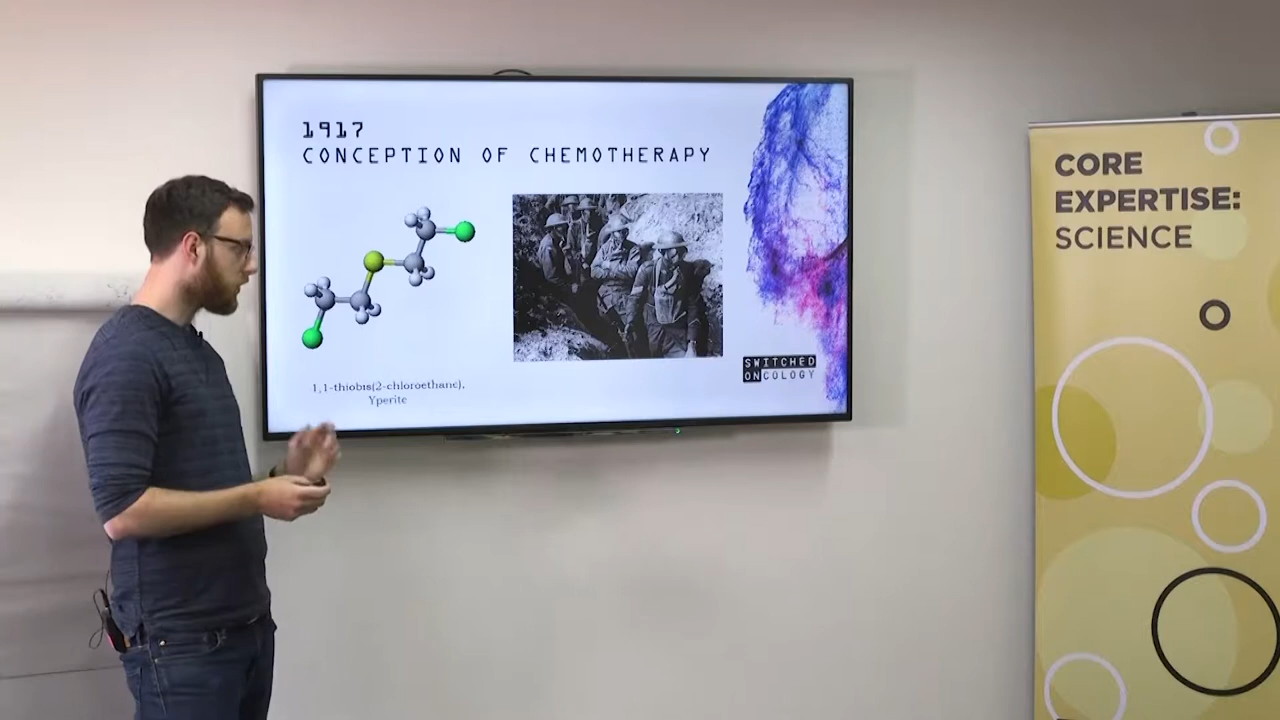 1917
CONCEPTION OF CHEMOTHERAPY
1,1-thiobis(2-chloroethane),
Yperite
SWITCHED
ONCOLOGY
CORE
EXPERTISE:
SCIENCE